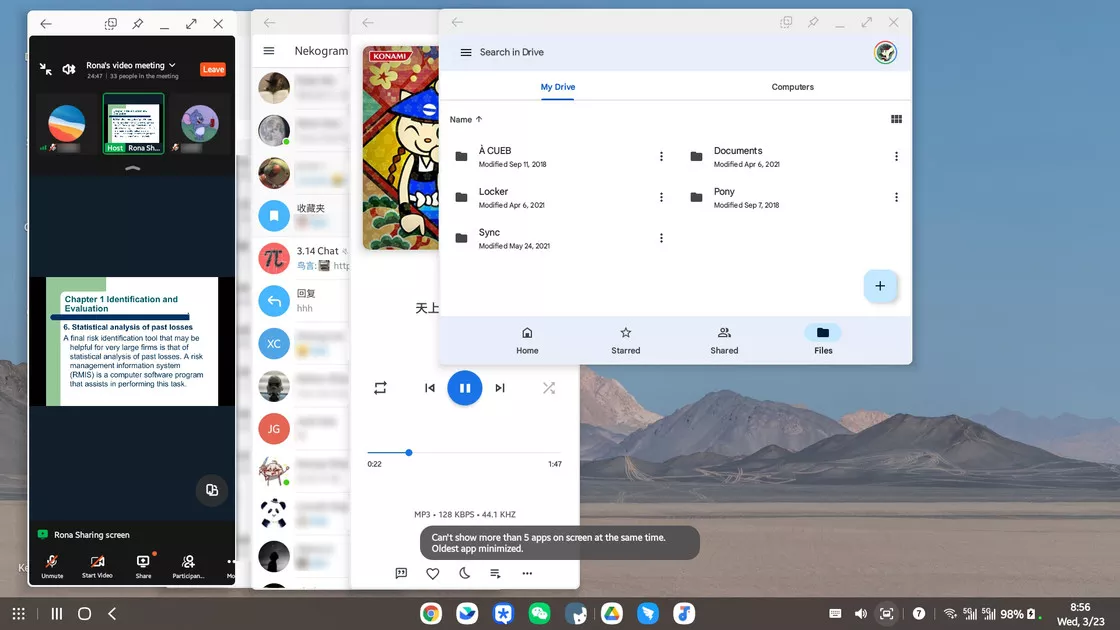 Rona's video meeting
24:47 | 33 people in the meeting
Leave
Host Rona Sh...
Chapter 1 Identification and
Evaluation
6. Statistical analysis of past losses
A final risk identification tool that may be
helpful for very large firms is that of
statistical analysis of past losses. A risk
management information system
(RMIS) is a computer software program
that assists in performing this task.
Rona Sharing screen
Unmute
Start Video
Share
Participan...
Mo
Nekogram
收藏夹
3.14 Chat
鸟言:
http
回复
hhh
XC
JG
KONAMI
天上
0:22
1:47
MP3 • 128 KBPS • 44.1 KHZ
Search in Drive
My Drive
Computers
Name
À CUEB
Modified Sep 11, 2018
Documents
Modified Apr 6, 2021
Locker
Modified Apr 6, 2021
Pony
Modified Sep 7, 2018
Sync
Modified May 24, 2021
Home
Starred
Shared
Files
Can't show more than 5 apps on screen at the same time.
Oldest app minimized.
5G
5G
98%
8:56
Wed, 3/23